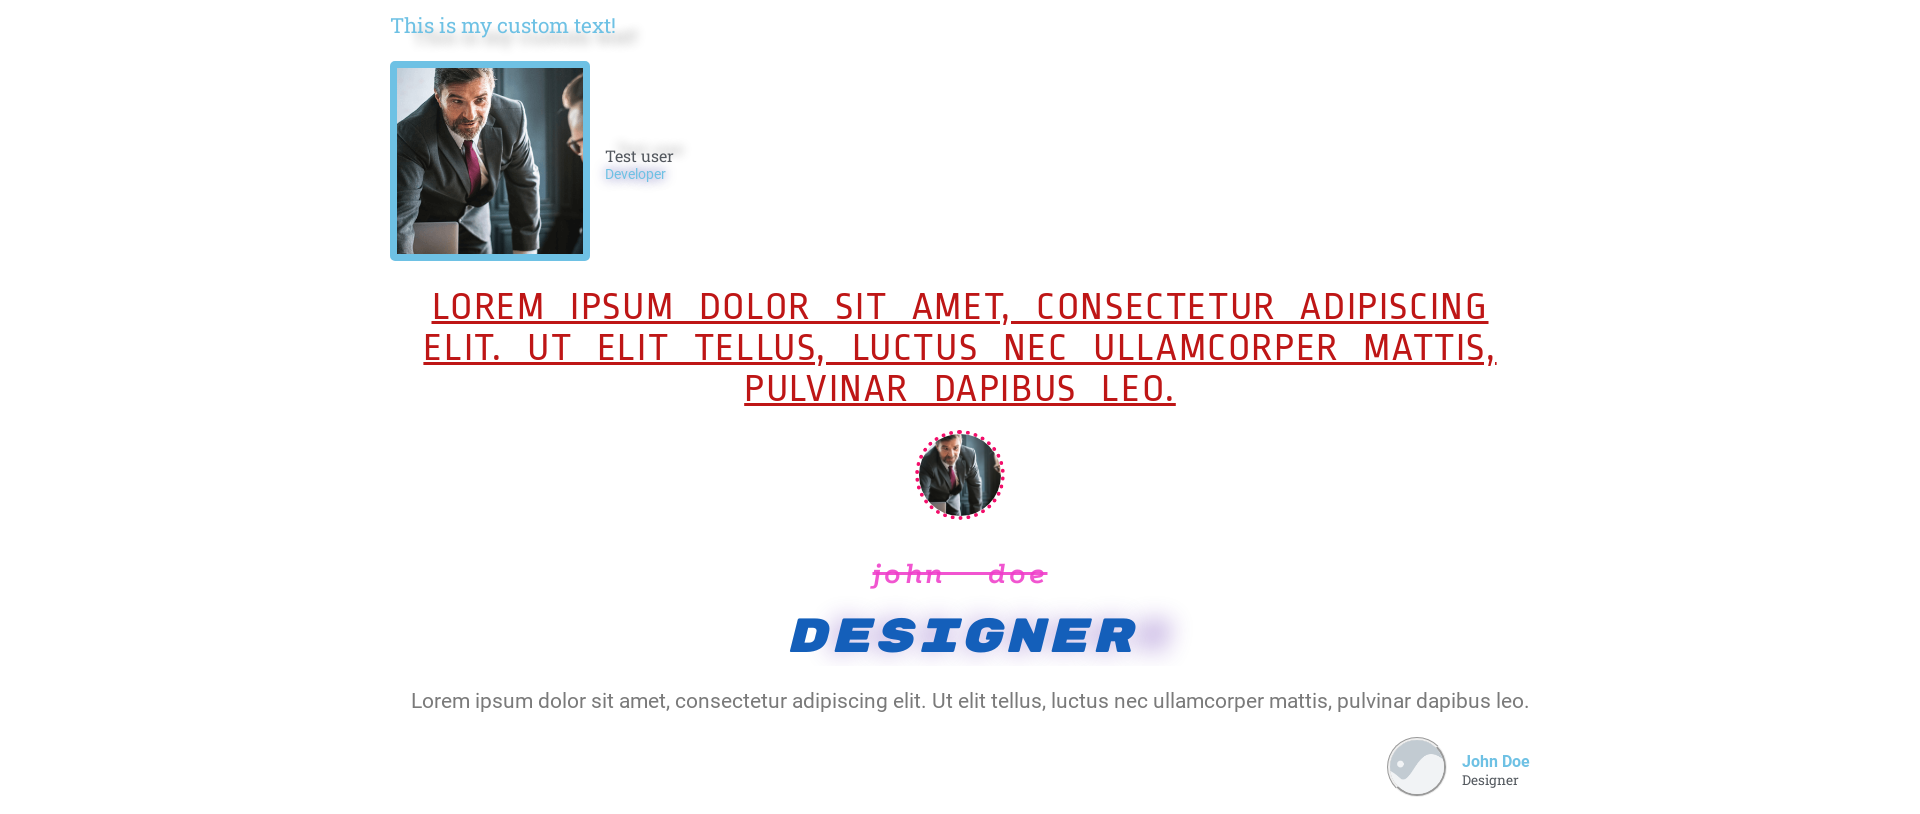 This is my custom text!
Test user
Developer
LOREM IPSUM DOLOR SIT AMET, CONSECTETUR ADIPISCING
ELIT. UT ELIT TELLUS, LUCTUS NEC ULLAMCORPER MATTIS,
PULVINAR DAPIBUS LEO.
john doe
DESIGNER
Lorem ipsum dolor sit amet, consectetur adipiscing elit. Ut elit tellus, luctus nec ullamcorper mattis, pulvinar dapibus leo.
John Doe
Designer